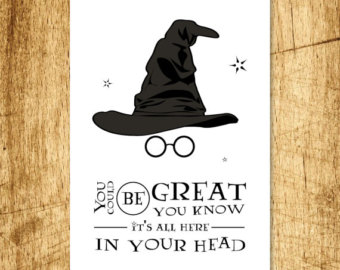 YOU COULD BE GREAT
YOU KNOW
IT'S ALL HERE
IN YOUR HEAD